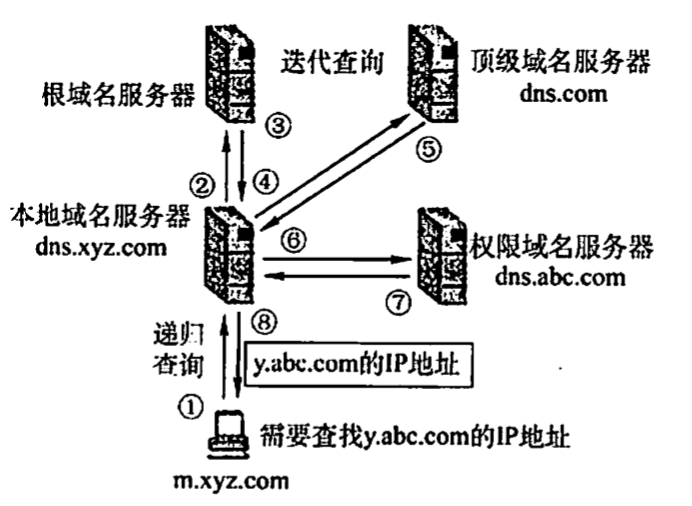 迭代查询
根域名服务器
顶级域名服务器
dns.com
③
⑤
②
④
本地域名服务器
dns.xyz.com
⑥
权限域名服务器
dns.abc.com
⑦
⑧
递归
查询
y.abc.com的IP地址
①
需要查找y.abc.com的IP地址
m.xyz.com